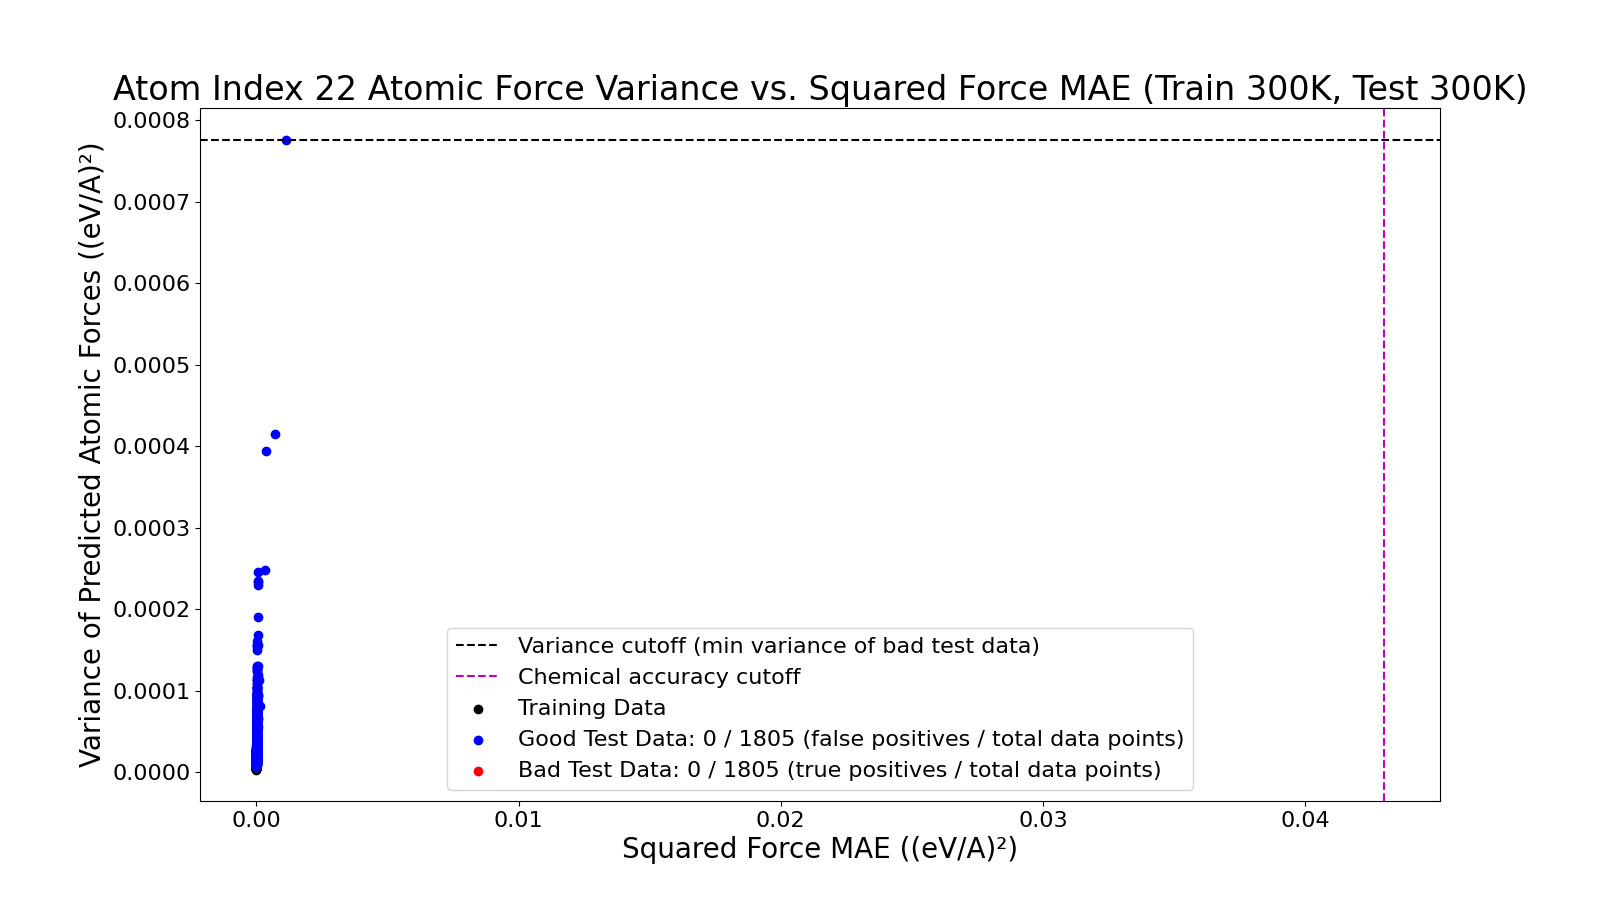 Atom Index 22 Atomic Force Variance vs. Squared Force MAE (Train 300K, Test 300K)
Variance of Predicted Atomic Forces ((eV/A)²)
0.0008
0.0007
0.0006
0.0005
0.0004
0.0003
0.0002
0.0001
0.0000
Variance cutoff (min variance of bad test data)
Chemical accuracy cutoff
Training Data
Good Test Data: 0 / 1805 (false positives / total data points)
Bad Test Data: 0 / 1805 (true positives / total data points)
0.00 0.01 0.02 0.03 0.04
Squared Force MAE ((eV/A)²)